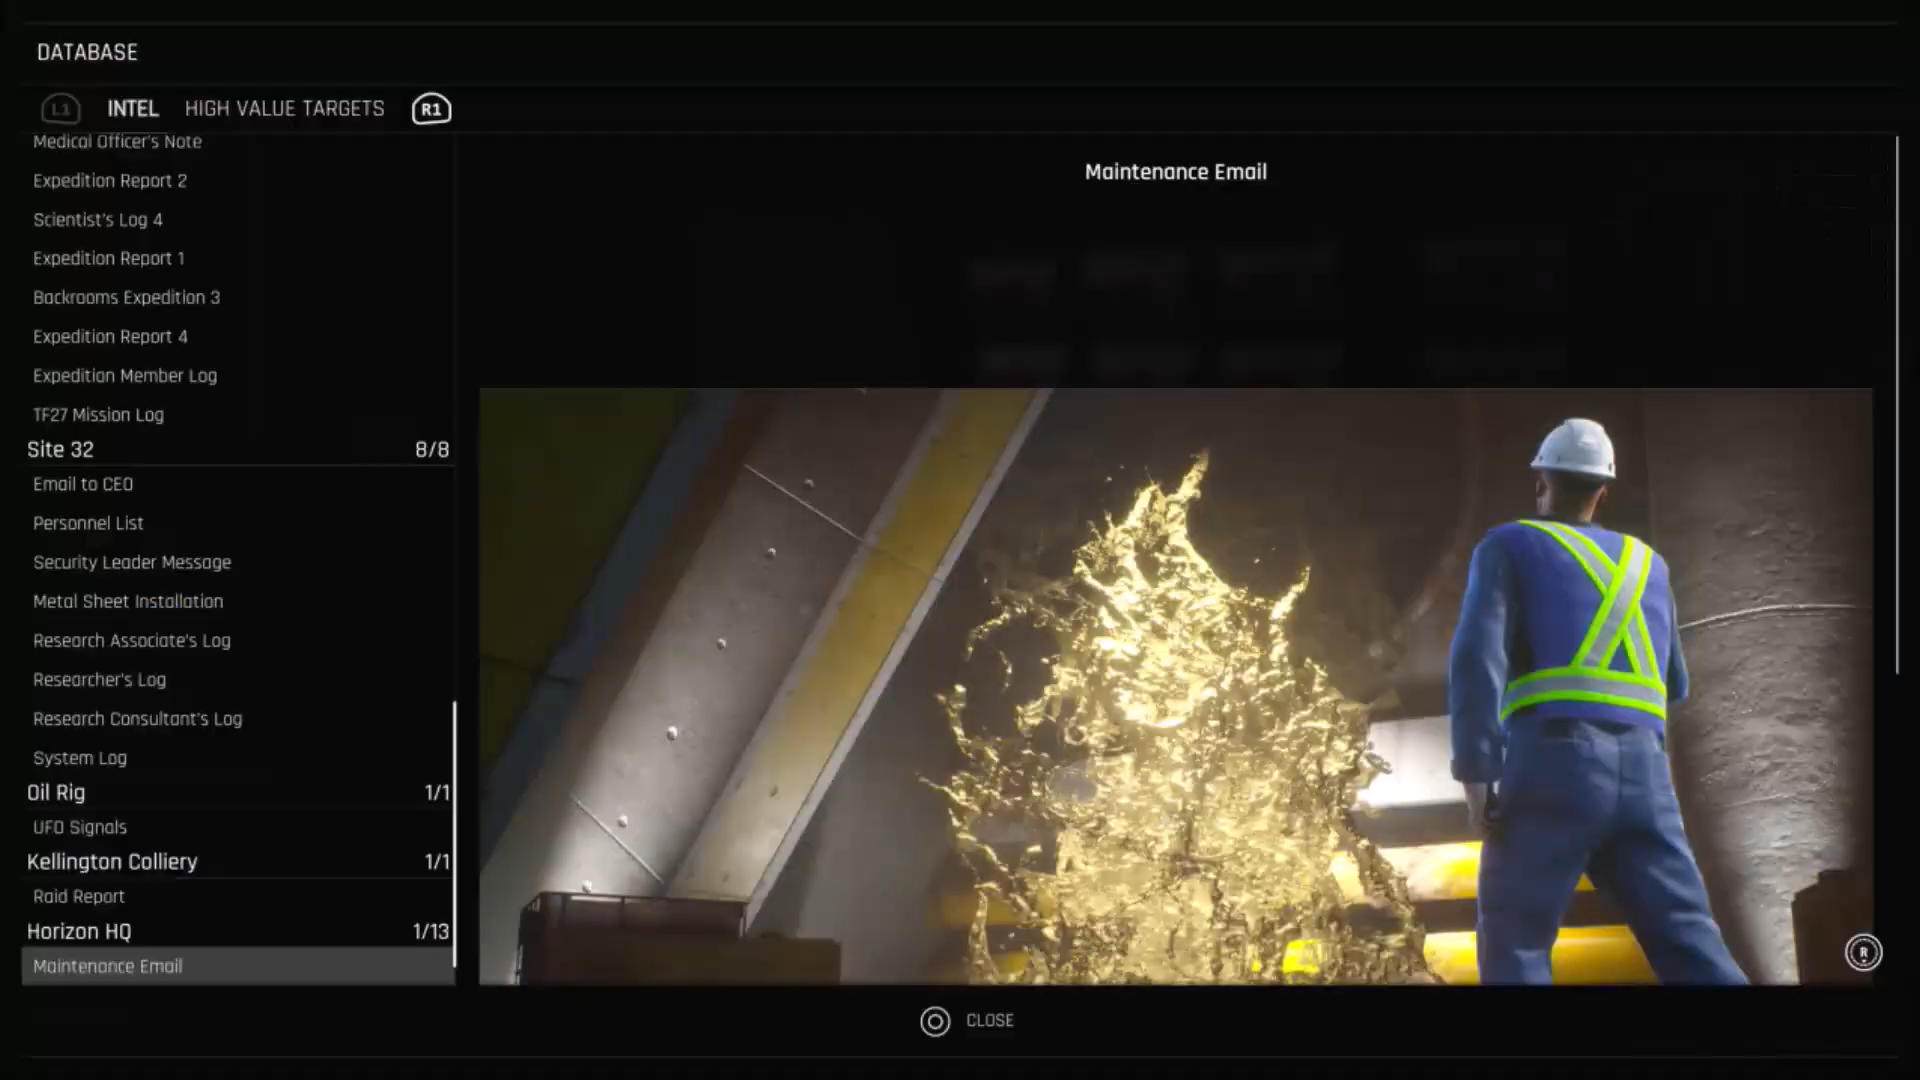 DATABASE
L1 INTEL HIGH VALUE TARGETS R1
Medical Officer's Note
Expedition Report 2
Scientist's Log 4
Expedition Report 1
Backrooms Expedition 3
Expedition Report 4
Expedition Member Log
TF27 Mission Log
Site 32 8/8
Email to CEO
Personnel List
Security Leader Message
Metal Sheet Installation
Research Associate's Log
Researcher's Log
Research Consultant's Log
System Log
Oil Rig 1/1
UFO Signals
Kellington Colliery 1/1
Raid Report
Horizon HQ 1/13
Maintenance Email
Maintenance Email
R
CLOSE